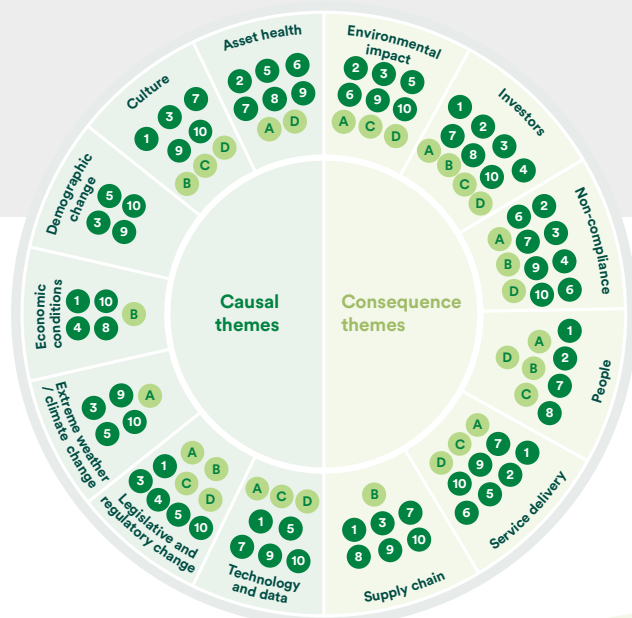 Causal
themes
Consequence
themes
Environmental
impact
2 3 5
6 9 10
A C D
Investors
1 2 3 4
7 8 10
A B C D
Non-compliance
6 2
A 7 3
B 9 4
D 10 6
People
1
A 2
D B 7
C 8
Service delivery
A 7 1
C 9 2
D 10 5
6
Supply chain
B
1 3 7
8 9 10
Technology
and data
A C D
1 5
7 9 10
Legislative and
regulatory change
A B
1 C D
3 4 5 10
Extreme weather
/ climate change
9 A
3 10
5
Economic
conditions
1 10
4 8 B
Demographic
change
5 10
3 9
Culture
7
3
1 10
9 D
C
B
Asset health
2 5 6
7 8 9
A D